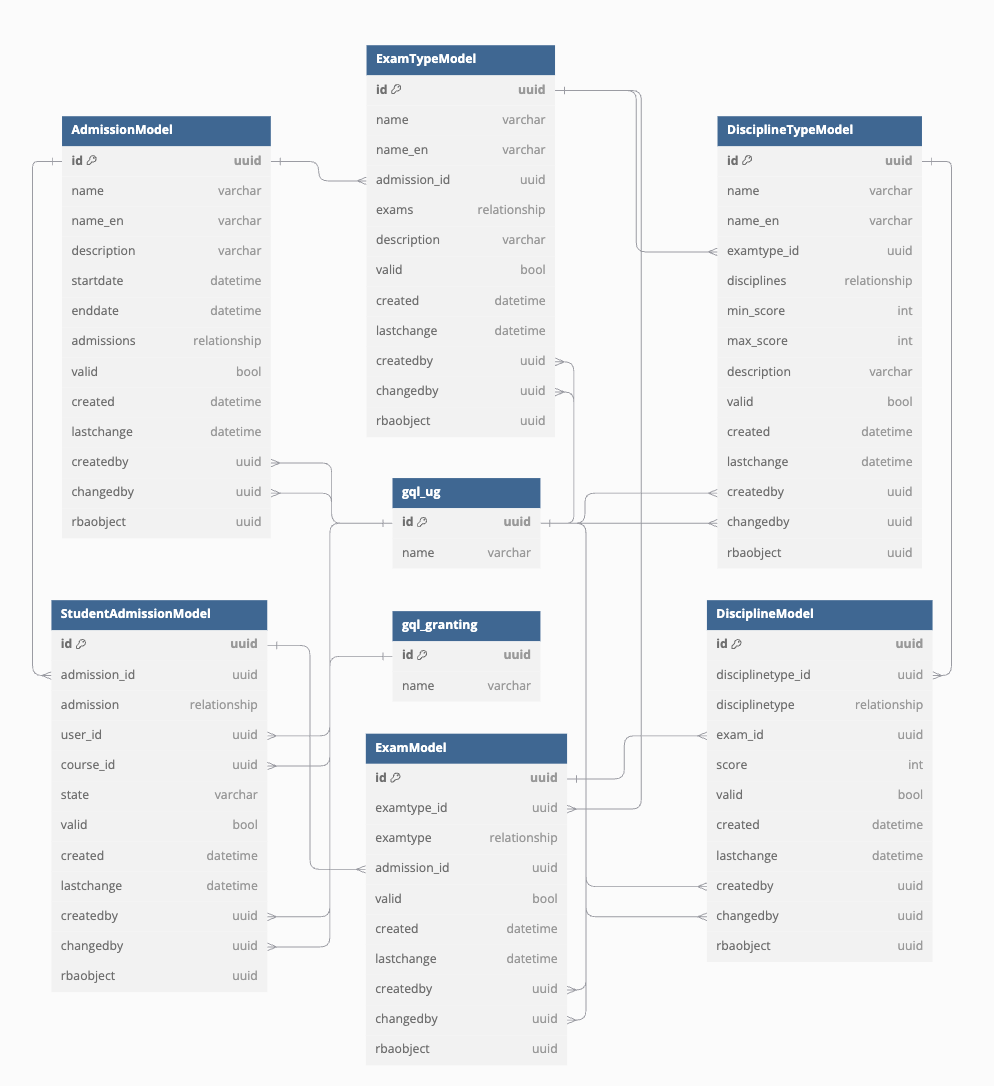 ExamTypeModel
id uuid
name varchar
name_en varchar
admission_id uuid
exams relationship
description varchar
valid bool
created datetime
lastchange datetime
createdby uuid
changedby uuid
rbaobject uuid
AdmissionModel
id uuid
name varchar
name_en varchar
description varchar
startdate datetime
enddate datetime
admissions relationship
valid bool
created datetime
lastchange datetime
createdby uuid
changedby uuid
rbaobject uuid
DisciplineTypeModel
id uuid
name varchar
name_en varchar
examtype_id uuid
disciplines relationship
min_score int
max_score int
description varchar
valid bool
created datetime
lastchange datetime
createdby uuid
changedby uuid
rbaobject uuid
gql_ug
id uuid
name varchar
StudentAdmissionModel
id uuid
admission_id uuid
admission relationship
user_id uuid
course_id uuid
state varchar
valid bool
created datetime
lastchange datetime
createdby uuid
changedby uuid
rbaobject uuid
gql_granting
id uuid
name varchar
ExamModel
id uuid
examtype_id uuid
examtype relationship
admission_id uuid
valid bool
created datetime
lastchange datetime
createdby uuid
changedby uuid
rbaobject uuid
DisciplineModel
id uuid
disciplinetype_id uuid
disciplinetype relationship
exam_id uuid
score int
valid bool
created datetime
lastchange datetime
createdby uuid
changedby uuid
rbaobject uuid